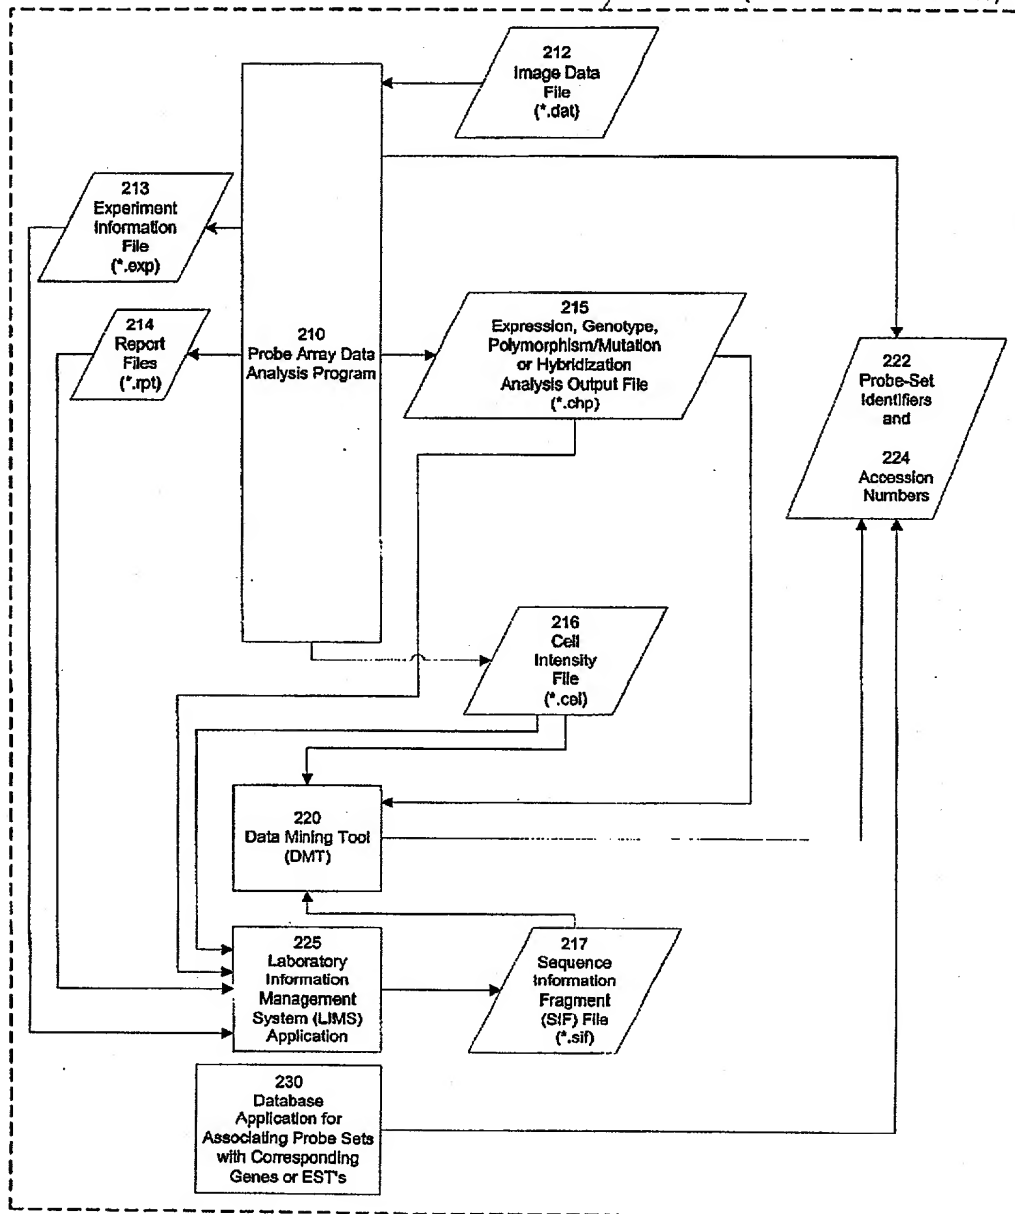 212
Image Data
File
(*.dat)
213
Experiment
Information
File
(*.exp)
214
Report
Files
(*.rpt)
210
Probe Array Data
Analysis Program
215
Expression, Genotype,
Polymorphism/Mutation
or Hybridization
Analysis Output File
(*.chp)
222
Probe-Set
Identifiers
and
224
Accession
Numbers
216
Cell
Intensity
File
(*.cel)
220
Data Mining Tool
(DMT)
225
Laboratory
Information
Management
System (LIMS)
Application
217
Sequence
Information
Fragment
(SIF) File
(*.sif)
230
Database
Application for
Associating Probe Sets
with Corresponding
Genes or EST's